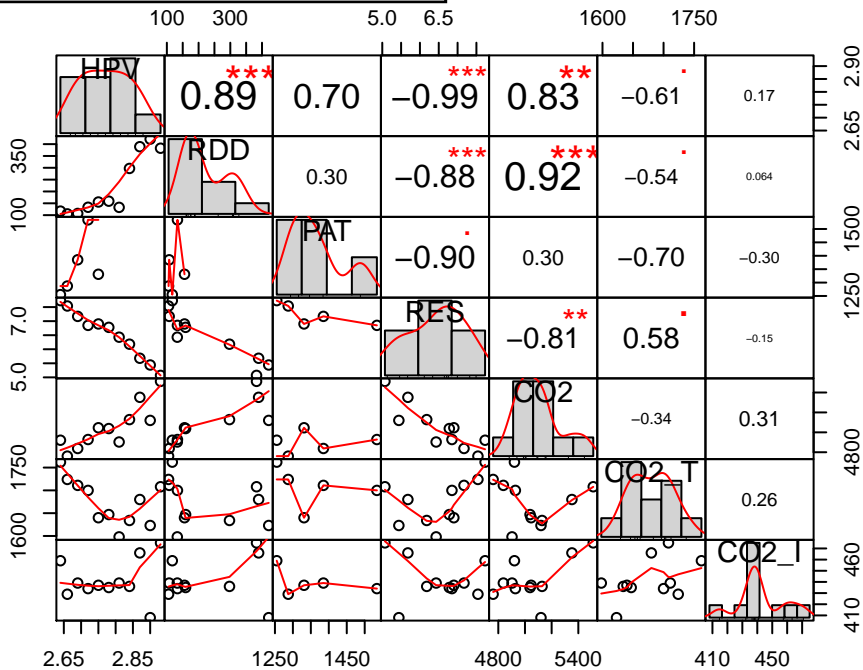 100 300 5.0 6.5 1600 1750
HPV 0.89 *** 0.70 −0.99 *** 0.83 ** −0.61 . 0.17 2.65 2.90
100 350 RDD 0.30 −0.88 *** 0.92 *** −0.54 . 0.064
PAT −0.90 . 0.30 −0.70 −0.30 1250 1500
5.0 7.0 RES −0.81 ** 0.58 . −0.15
CO2 −0.34 0.31 4800
1600 1750 CO2_T 0.26
CO2_I 410 460
2.65 2.85 1250 1450 4800 5400 410 450